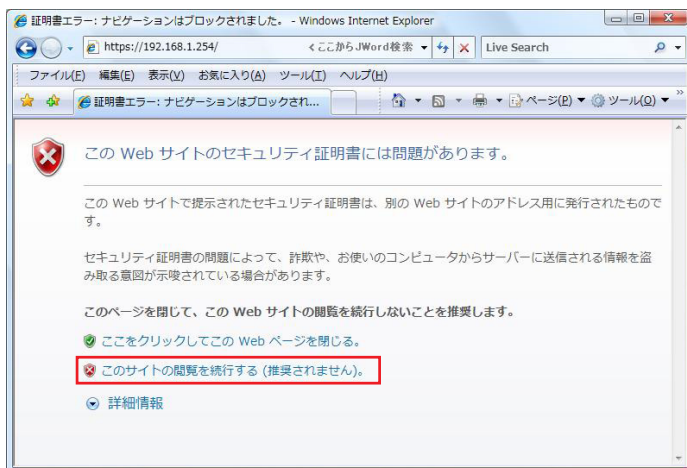 証明書エラー: ナビゲーションはブロックされました。 - Windows Internet Explorer
https://192.168.1.254/
<ここからJWord検索
Live Search
ファイル(F) 編集(E) 表示(V) お気に入り(A) ツール(T) ヘルプ(H)
証明書エラー: ナビゲーションはブロックされ...
ページ(P) ツール(O)
この Web サイトのセキュリティ証明書には問題があります。
この Web サイトで提示されたセキュリティ証明書は、別の Web サイトのアドレス用に発行されたもので
す。
セキュリティ証明書の問題によって、詐欺や、お使いのコンピュータからサーバーに送信される情報を盗
み取る意図が示唆されている場合があります。
このページを閉じて、この Web サイトの閲覧を続行しないことを推奨します。
ここをクリックしてこの Web ページを閉じる。
このサイトの閲覧を続行する (推奨されません)。
詳細情報